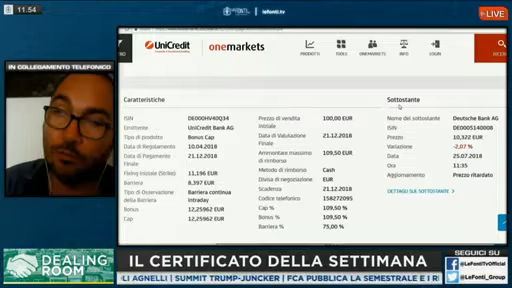 11.54
LEFONTI
lefonti.tv
LIVE
IN COLLEGAMENTO TELEFONICO
UniCredit
onemarkets
PRODOTTI
TOOLS
ONEMARKETS
INFO
LOGIN
Caratteristiche
ISIN DE000HV40Q34
Emittente UniCredit Bank AG
Tipo di prodotto Bonus Cap
Data di Regolamento 10.04.2018
Data di Pagamento Finale 21.12.2018
Fixing Iniziale (Strike) 11,196 EUR
Barriera 8,397 EUR
Tipo di Osservazione della Barriera Barriera continua Intraday
Bonus 12,25962 EUR
Cap 12,25962 EUR
Prezzo di vendita Iniziale 100,00 EUR
Data di Valutazione Finale 21.12.2018
Ammontare massimo di rimborso 109,50 EUR
Metodo di rimborso Cash
Divisa di negoziazione EUR
Scadenza 21.12.2018
Codice telefonico 158272095
Cap % 109,50 %
Bonus % 109,50 %
Barriera % 75,00 %
Sottostante
Nome del sottostante Deutsche Bank AG
ISIN DE0005140008
Prezzo 10,322 EUR
Variazione -2,07 %
Data 25.07.2018
Ora 11:35
Aggiornamento Prezzo ritardato
DETTAGLI SUL SOTTOSTANTE
DEALING ROOM
IL CERTIFICATO DELLA SETTIMANA
SEGUICI SU
@LeFontiTvOfficial
@LeFonti_Group
LI AGNELLI | SUMMIT TRUMP-JUNCKER | FCA PUBBLICA LA SEMESTRALE E I R